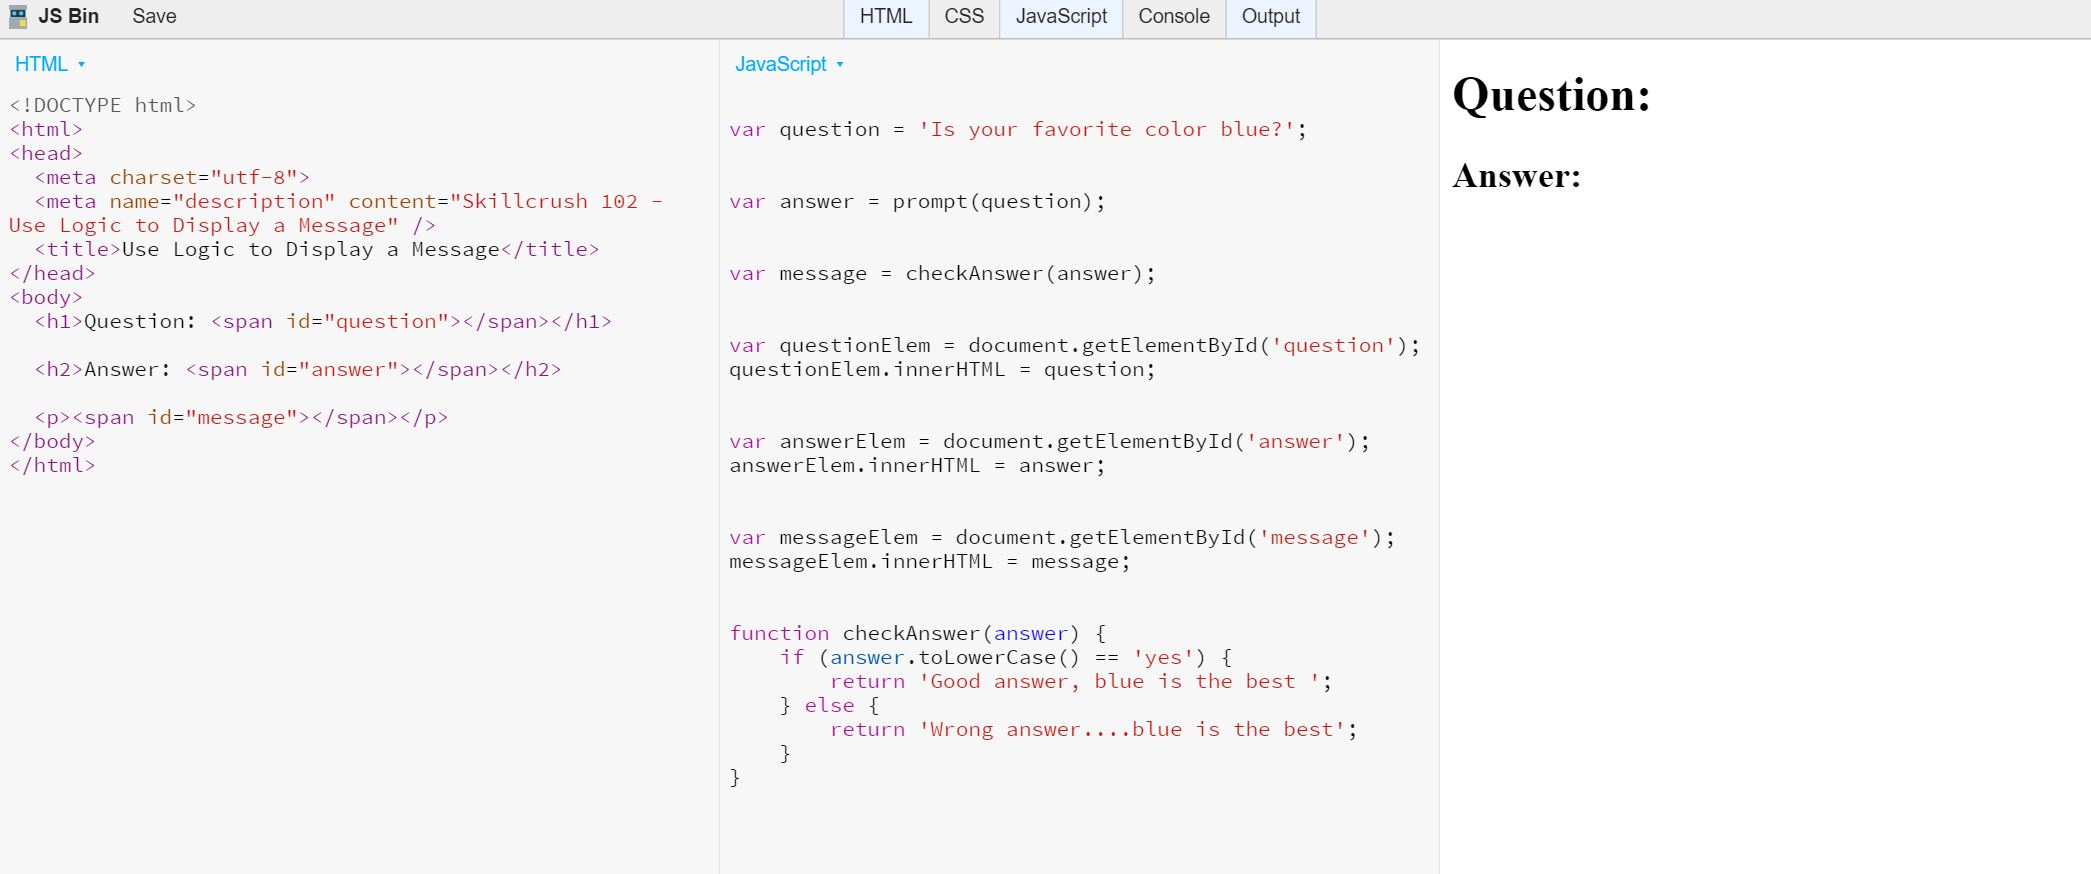 JS Bin Save HTML CSS JavaScript Console Output
HTML
<!DOCTYPE html>
<html>
<head>
  <meta charset="utf-8">
  <meta name="description" content="Skillcrush 102 -
Use Logic to Display a Message" />
  <title>Use Logic to Display a Message</title>
</head>
<body>
  <h1>Question: <span id="question"></span></h1>
  <h2>Answer: <span id="answer"></span></h2>
  <p><span id="message"></span></p>
</body>
</html>
JavaScript
var question = 'Is your favorite color blue?';
var answer = prompt(question);
var message = checkAnswer(answer);
var questionElem = document.getElementById('question');
questionElem.innerHTML = question;
var answerElem = document.getElementById('answer');
answerElem.innerHTML = answer;
var messageElem = document.getElementById('message');
messageElem.innerHTML = message;
function checkAnswer(answer) {
    if (answer.toLowerCase() == 'yes') {
        return 'Good answer, blue is the best ';
    } else {
        return 'Wrong answer....blue is the best';
    }
}
Question:
Answer: